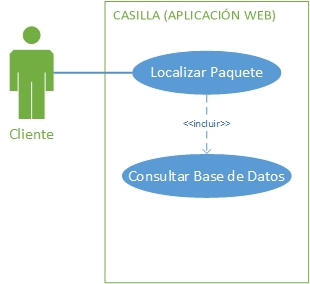 CASILLA (APLICACIÓN WEB)
Localizar Paquete
<<incluir>>
Cliente
Consultar Base de Datos